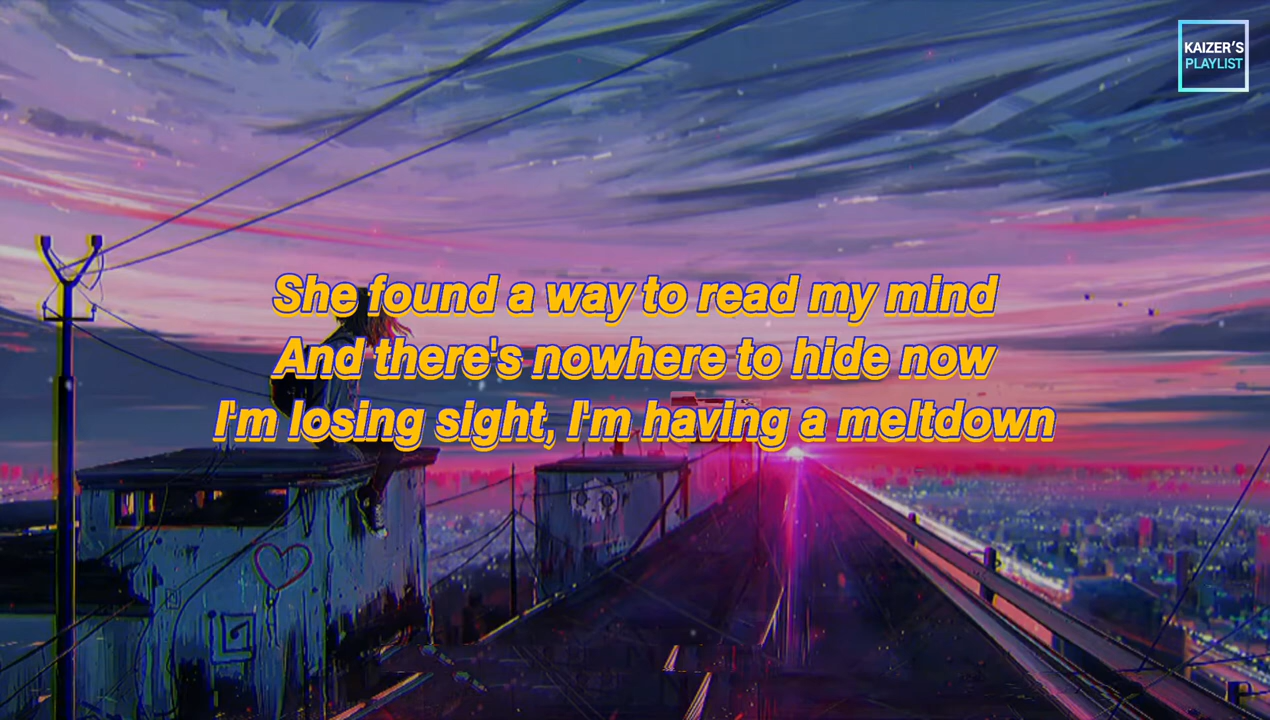 KAIZER'S
PLAYLIST
She found a way to read my mind
And there's nowhere to hide now
I'm losing sight, I'm having a meltdown